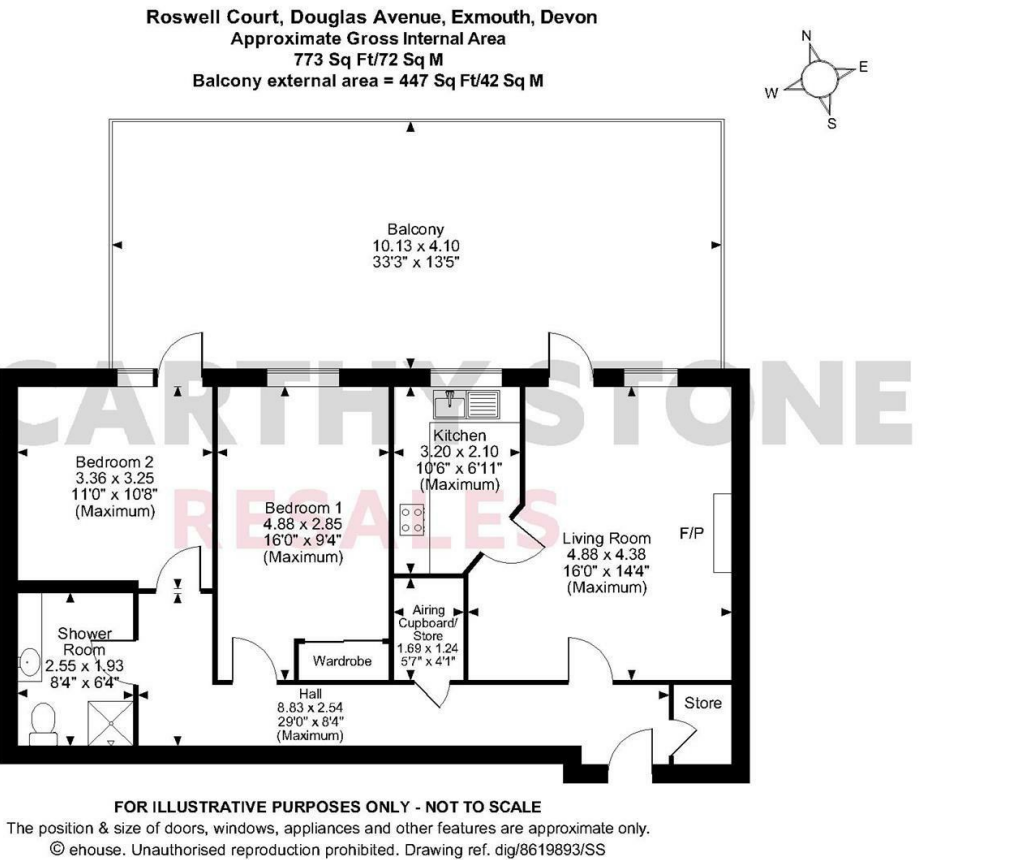 Roswell Court, Douglas Avenue, Exmouth, Devon
Approximate Gross Internal Area
773 Sq Ft/72 Sq M
Balcony external area = 447 Sq Ft/42 Sq M
N
E
W
S
Balcony
10.13 x 4.10
33'3" x 13'5"
CARTHY STONE
RESALES
Bedroom 2
3.36 x 3.25
11'0" x 10'8"
(Maximum)
Bedroom 1
4.88 x 2.85
16'0" x 9'4"
(Maximum)
Kitchen
3.20 x 2.10
10'6" x 6'11"
(Maximum)
Living Room
4.88 x 4.38
16'0" x 14'4"
(Maximum)
F/P
Airing
Cupboard/
Store
1.69 x 1.24
5'7" x 4'1"
Shower
Room
2.55 x 1.93
8'4" x 6'4"
Wardrobe
Hall
8.83 x 2.54
29'0" x 8'4"
(Maximum)
Store
FOR ILLUSTRATIVE PURPOSES ONLY - NOT TO SCALE
The position & size of doors, windows, appliances and other features are approximate only.
© ehouse. Unauthorised reproduction prohibited. Drawing ref. dig/8619893/SS